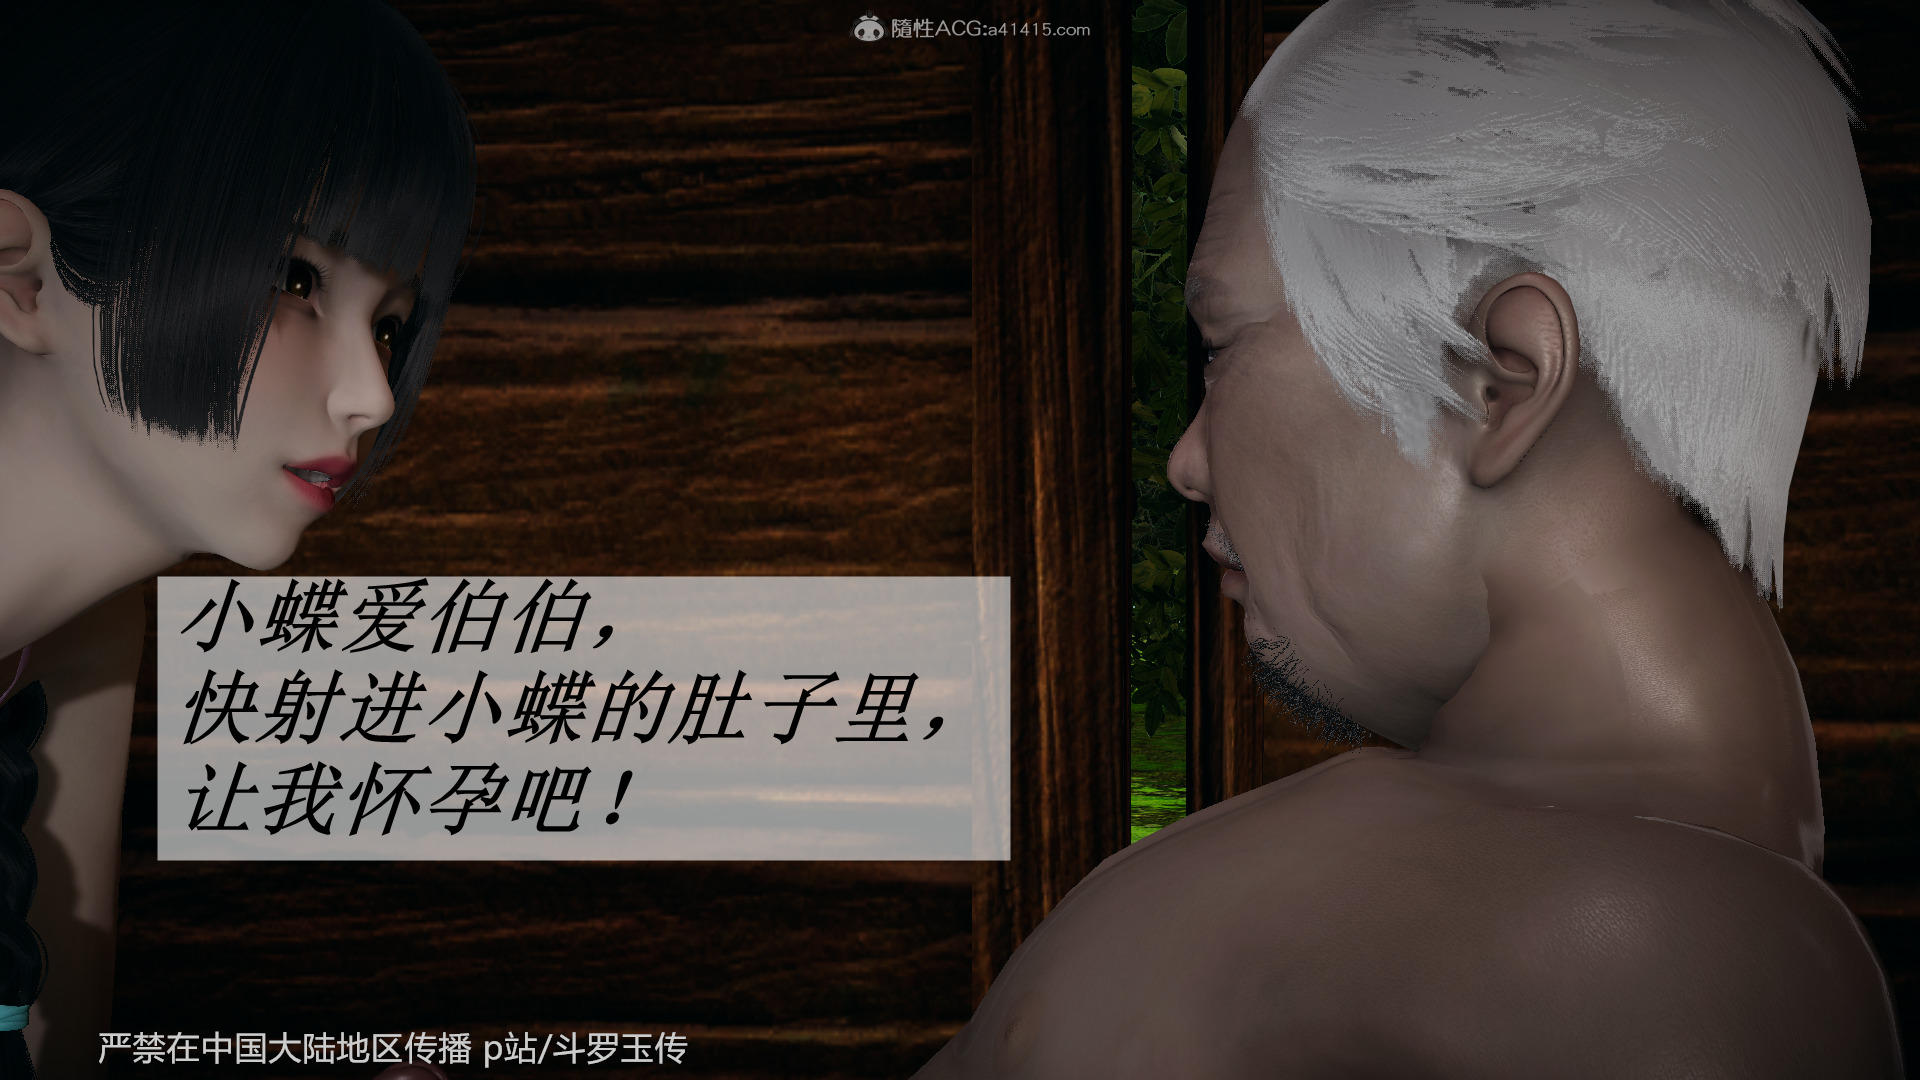 隨性ACG:a41415.com
小蝶爱伯伯，
快射进小蝶的肚子里，
让我怀孕吧！
严禁在中国大陆地区传播 p站/斗罗玉传